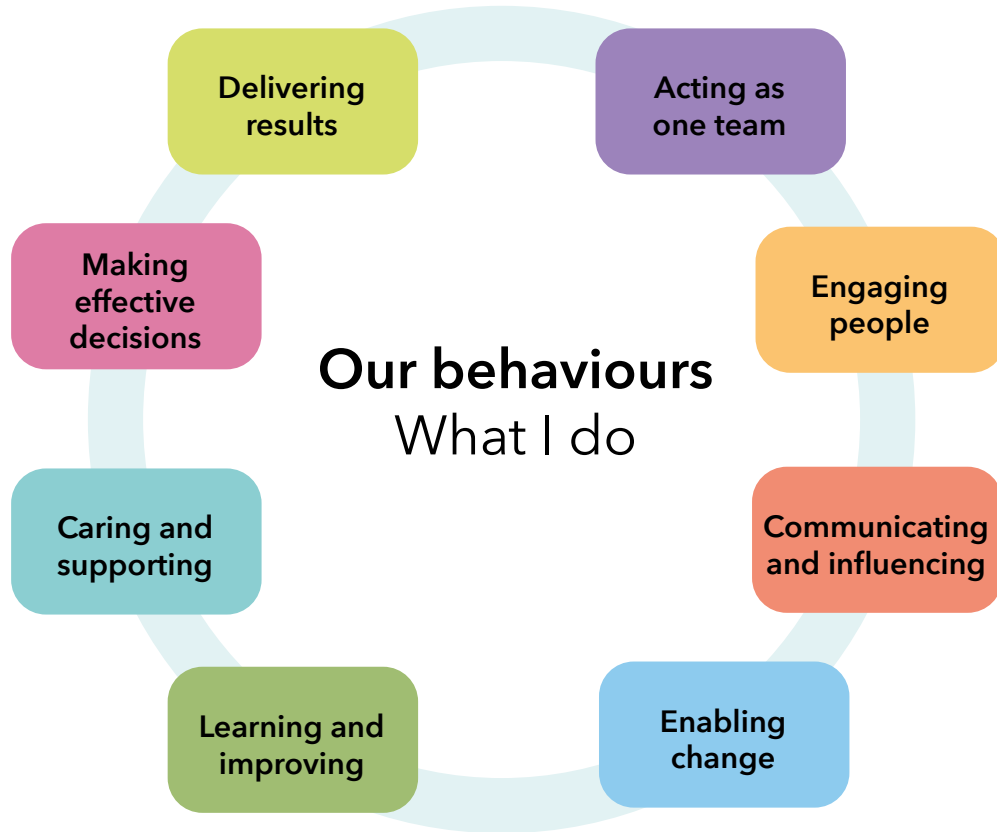 Delivering
results
Acting as
one team
Making
effective
decisions
Engaging
people
Our behaviours
What I do
Caring and
supporting
Communicating
and influencing
Learning and
improving
Enabling
change